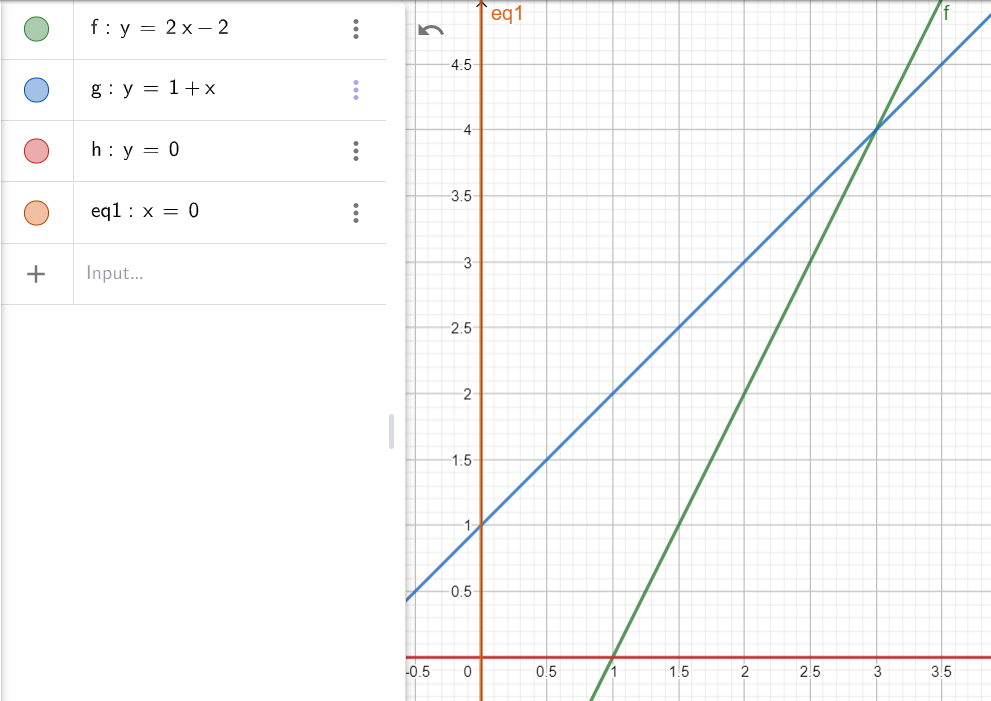 f : y = 2 x − 2
g : y = 1 + x
h : y = 0
eq1 : x = 0
+ Input...
eq1
f
4.5
4
3.5
3
2.5
2
1.5
1
0.5
-0.5 0 0.5 1 1.5 2 2.5 3 3.5